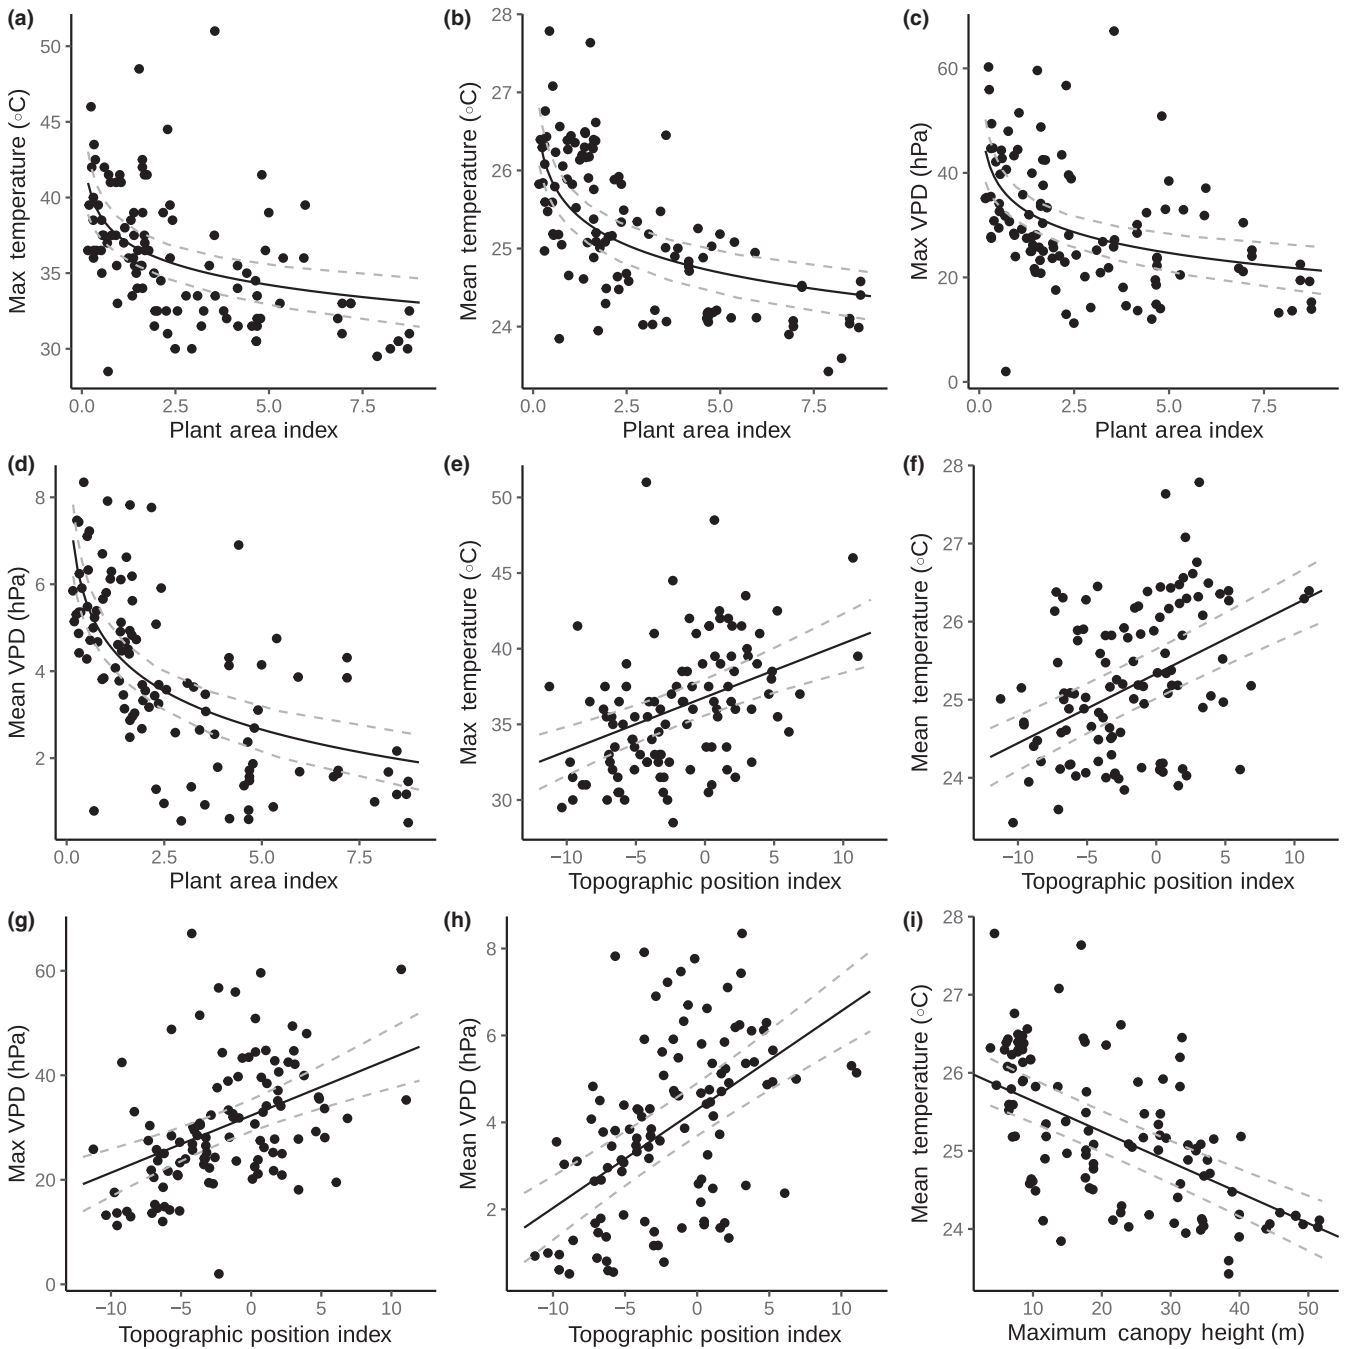 (a)
Max temperature (○C)
50
45
40
35
30
0.0 2.5 5.0 7.5
Plant area index
(b)
Mean temperature (○C)
28
27
26
25
24
0.0 2.5 5.0 7.5
Plant area index
(c)
Max VPD (hPa)
60
40
20
0
0.0 2.5 5.0 7.5
Plant area index
(d)
Mean VPD (hPa)
8
6
4
2
0.0 2.5 5.0 7.5
Plant area index
(e)
Max temperature (○C)
50
45
40
35
30
−10 −5 0 5 10
Topographic position index
(f)
Mean temperature (○C)
28
27
26
25
24
−10 −5 0 5 10
Topographic position index
(g)
Max VPD (hPa)
60
40
20
0
−10 −5 0 5 10
Topographic position index
(h)
Mean VPD (hPa)
8
6
4
2
−10 −5 0 5 10
Topographic position index
(i)
Mean temperature (○C)
28
27
26
25
24
10 20 30 40 50
Maximum canopy height (m)